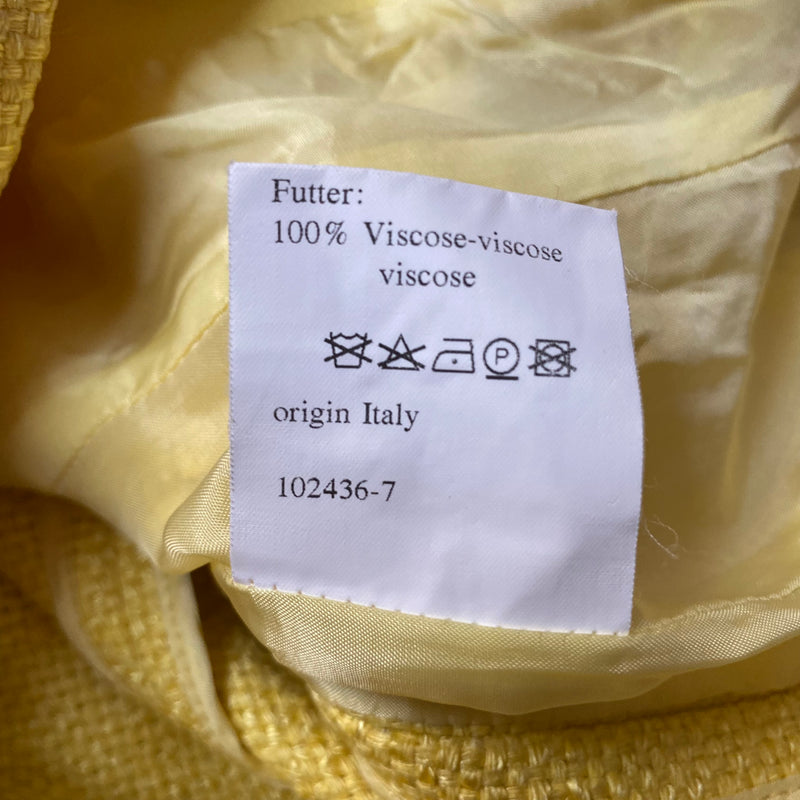 Futter:
100% Viscose-viscose
viscose
P
origin Italy
102436-7